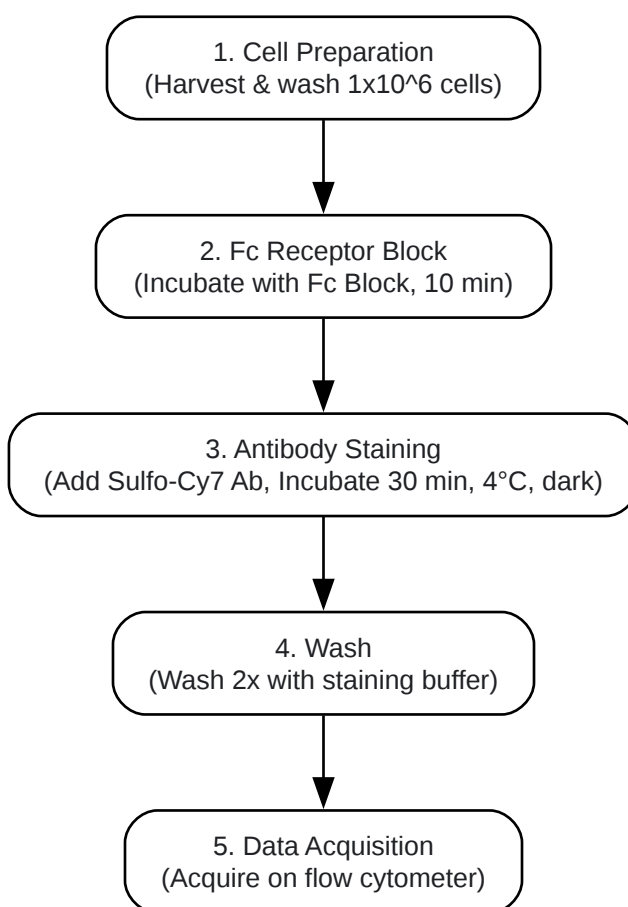 1. Cell Preparation
(Harvest & wash 1x10^6 cells)
2. Fc Receptor Block
(Incubate with Fc Block, 10 min)
3. Antibody Staining
(Add Sulfo-Cy7 Ab, Incubate 30 min, 4°C, dark)
4. Wash
(Wash 2x with staining buffer)
5. Data Acquisition
(Acquire on flow cytometer)